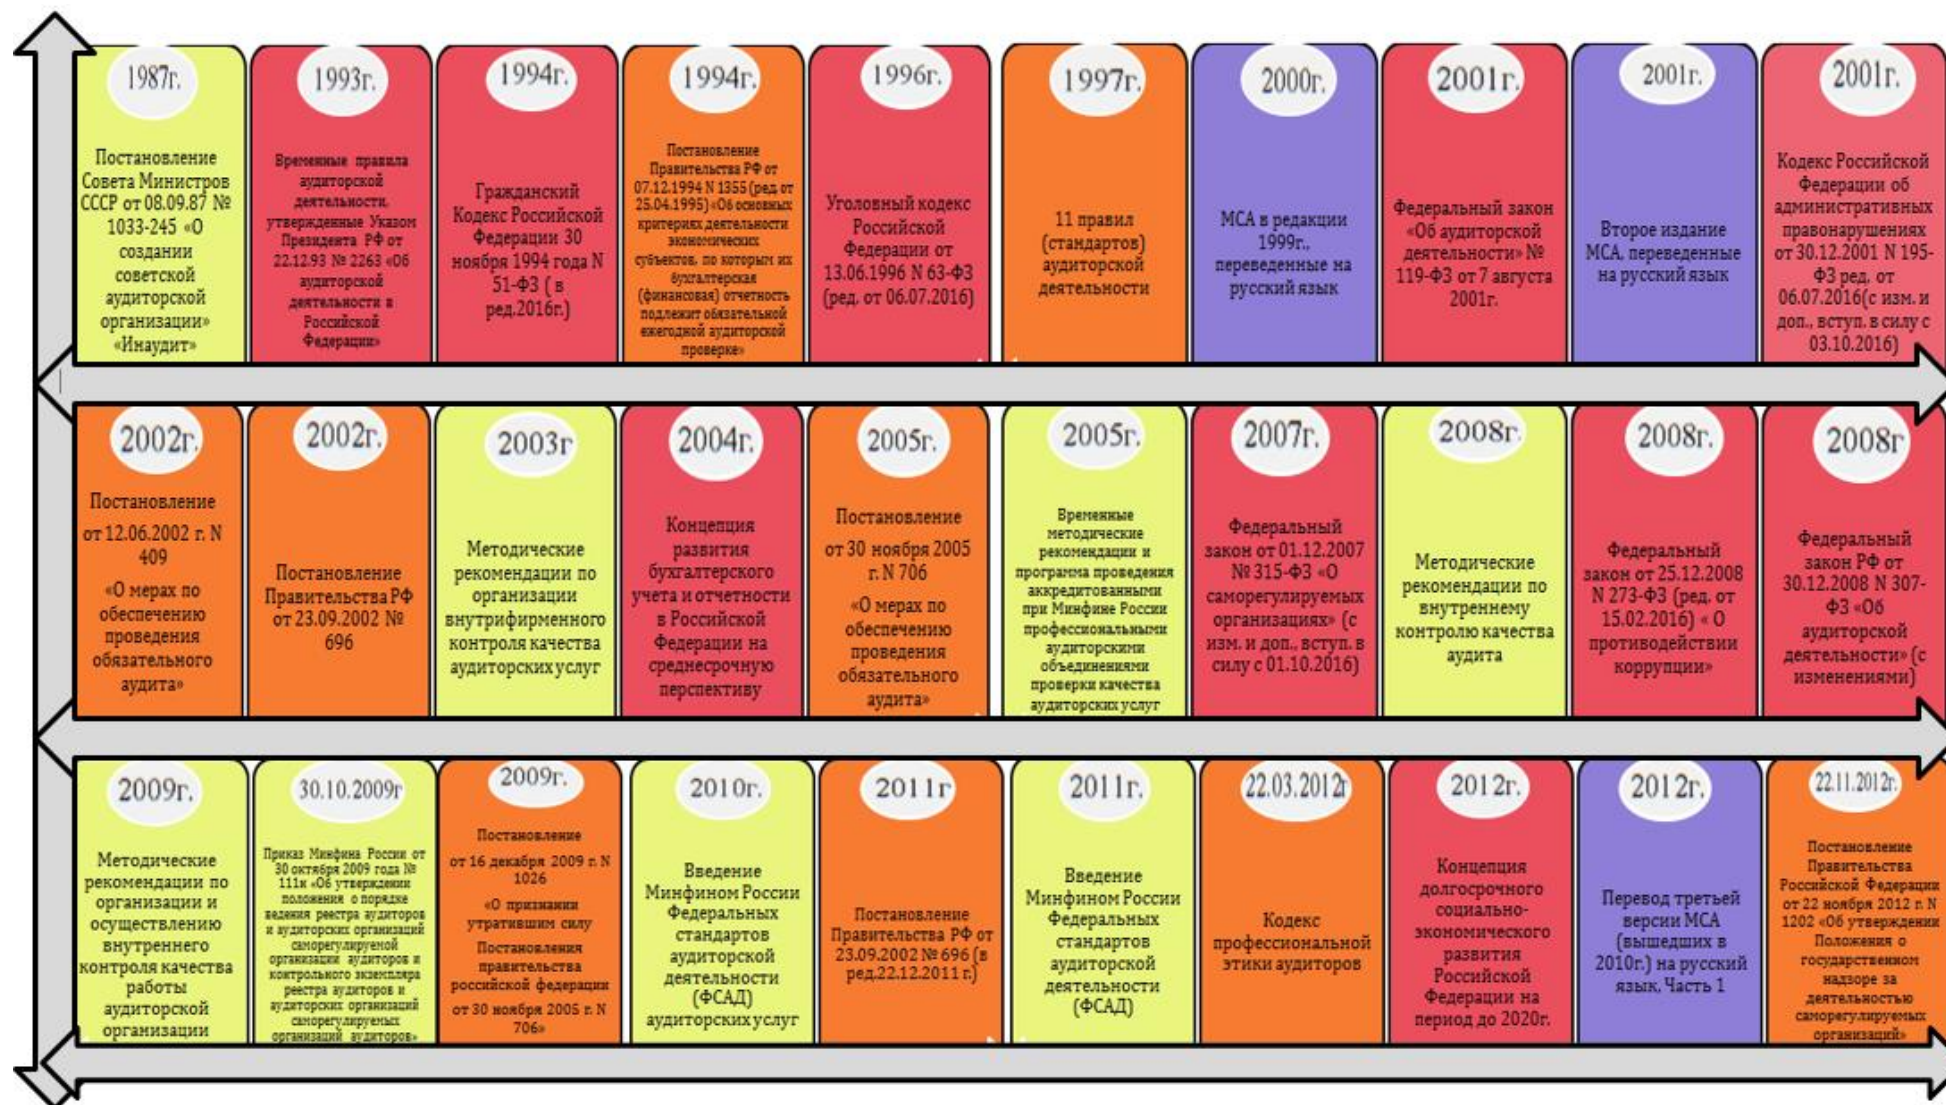 1987г.
Постановление
Совета Министров
СССР от 08.09.87 №
1033-245 «О
создании
советской
аудиторской
организации»
«Инаудит»
1993г.
Временные правила
аудиторской
деятельности,
утвержденные Указом
Президента РФ от
22.12.93 № 2263 «Об
аудиторской
деятельности в
Российской
Федерации»
1994г.
Гражданский
Кодекс Российской
Федерации 30
ноября 1994 года N
51-ФЗ ( в
ред.2016г.)
1994г.
Постановление
Правительства РФ от
07.12.1994 N 1355 (ред. от
25.04.1995) «Об основных
критериях деятельности
экономических
субъектов, по которым их
бухгалтерская
(финансовая) отчетность
подлежит обязательной
ежегодной аудиторской
проверке»
1996г.
Уголовный кодекс
Российской
Федерации от
13.06.1996 N 63-ФЗ
(ред. от 06.07.2016)
1997г.
11 правил
(стандартов)
аудиторской
деятельности
2000г.
МСА в редакции
1999г.,
переведенные на
русский язык
2001г.
Федеральный закон
«Об аудиторской
деятельности» №
119-ФЗ от 7 августа
2001г.
2001г.
Второе издание
МСА, переведенные
на русский язык
2001г.
Кодекс Российской
Федерации об
административных
правонарушениях
от 30.12.2001 N 195-
ФЗ ред. от
06.07.2016(с изм. и
доп., вступ. в силу с
03.10.2016)
2002г.
Постановление
от 12.06.2002 г. N
409
«О мерах по
обеспечению
проведения
обязательного
аудита»
2002г.
Постановление
Правительства РФ
от 23.09.2002 №
696
2003г
Методические
рекомендации по
организации
внутрифирменного
контроля качества
аудиторских услуг
2004г.
Концепция
развития
бухгалтерского
учета и отчетности
в Российской
Федерации на
среднесрочную
перспективу
2005г.
Постановление
от 30 ноября 2005
г. N 706
«О мерах по
обеспечению
проведения
обязательного
аудита»
2005г.
Временные
методические
рекомендации и
программа проведения
аккредитованными
при Минфине России
профессиональными
аудиторскими
объединениями
проверки качества
аудиторских услуг
2007г.
Федеральный
закон от 01.12.2007
№ 315-ФЗ «О
саморегулируемых
организациях» (с
изм. и доп., вступ. в
силу с 01.10.2016)
2008г.
Методические
рекомендации по
внутреннему
контролю качества
аудита
2008г.
Федеральный
закон от 25.12.2008
N 273-ФЗ (ред. от
15.02.2016) « О
противодействии
коррупции»
2008г
Федеральный
закон РФ от
30.12.2008 N 307-
ФЗ «Об
аудиторской
деятельности» (с
изменениями)
2009г.
Методические
рекомендации по
организации и
осуществлению
внутреннего
контроля качества
работы
аудиторской
организации
30.10.2009г
Приказ Минфина России от
30 октября 2009 года №
111н «Об утверждении
положения о порядке
ведения реестра аудиторов
и аудиторских организаций
саморегулируемой
организации аудиторов и
контрольного экземпляра
реестра аудиторов и
аудиторских организаций
саморегулируемых
организаций аудиторов»
2009г.
Постановление
от 16 декабря 2009 г. N
1026
«О признании
утратившим силу
Постановления
правительства
российской федерации
от 30 ноября 2005 г. N
706»
2010г.
Введение
Минфином России
Федеральных
стандартов
аудиторской
деятельности
(ФСАД)
аудиторских услуг
2011г
Постановление
Правительства РФ от
23.09.2002 № 696 (в
ред.22.12.2011 г.)
2011г.
Введение
Минфином России
Федеральных
стандартов
аудиторской
деятельности
(ФСАД)
22.03.2012г
Кодекс
профессиональной
этики аудиторов
2012г.
Концепция
долгосрочного
социально-
экономического
развития
Российской
Федерации на
период до 2020г.
2012г.
Перевод третьей
версии МСА
(вышедших в
2010г.) на русский
язык, Часть 1
22.11.2012г.
Постановление
Правительства
Российской Федерации
от 22 ноября 2012 г. N
1202 «Об утверждении
Положения о
государственном
надзоре за
деятельностью
саморегулируемых
организаций»